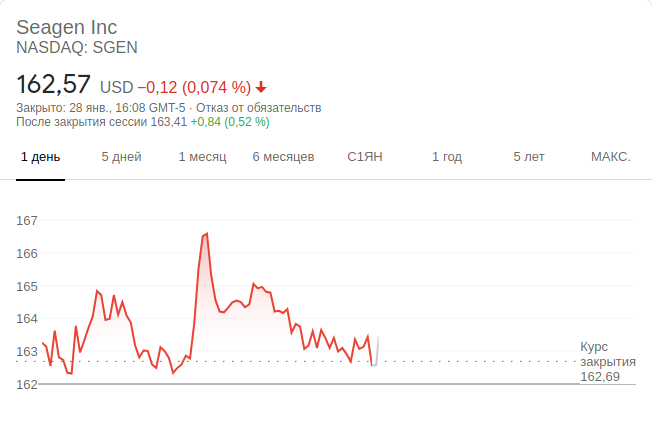 Seagen Inc
NASDAQ: SGEN
162,57 USD −0,12 (0,074 %)
Закрыто: 28 янв., 16:08 GMT-5 · Отказ от обязательств
После закрытия сессии 163,41 +0,84 (0,52 %)
1 день 5 дней 1 месяц 6 месяцев С1ЯН 1 год 5 лет МАКС.
167
166
165
164
163
162
Курс
закрытия
162,69